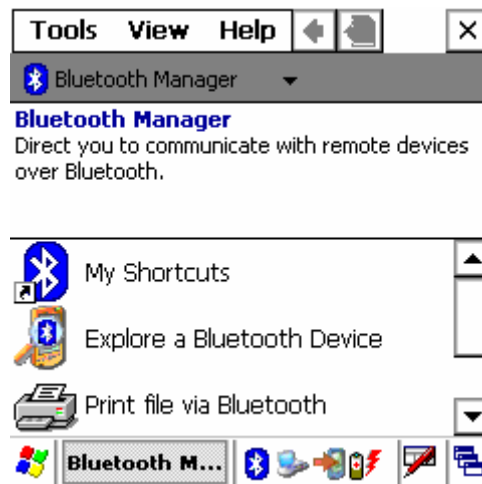 Tools View Help
Bluetooth Manager
Bluetooth Manager
Direct you to communicate with remote devices
over Bluetooth.
My Shortcuts
Explore a Bluetooth Device
Print file via Bluetooth
Bluetooth M...